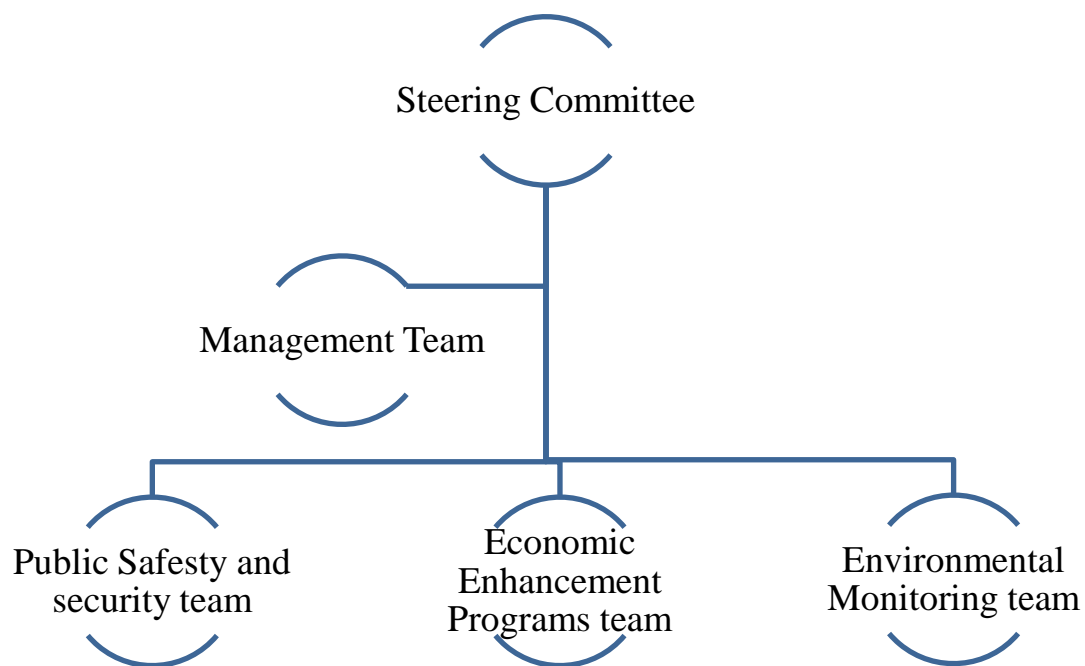 Steering Committee
Management Team
Public Safesty and
security team
Economic
Enhancement
Programs team
Environmental
Monitoring team